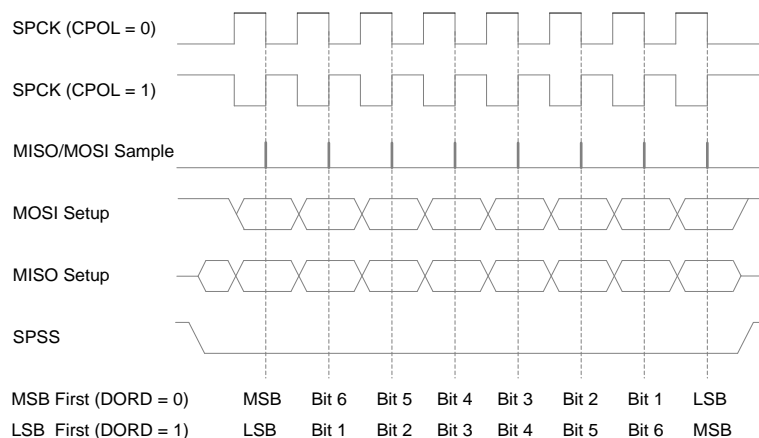 SPCK (CPOL = 0)
SPCK (CPOL = 1)
MISO/MOSI Sample
MOSI Setup
MISO Setup
SPSS
MSB First (DORD = 0) MSB Bit 6 Bit 5 Bit 4 Bit 3 Bit 2 Bit 1 LSB
LSB First (DORD = 1) LSB Bit 1 Bit 2 Bit 3 Bit 4 Bit 5 Bit 6 MSB